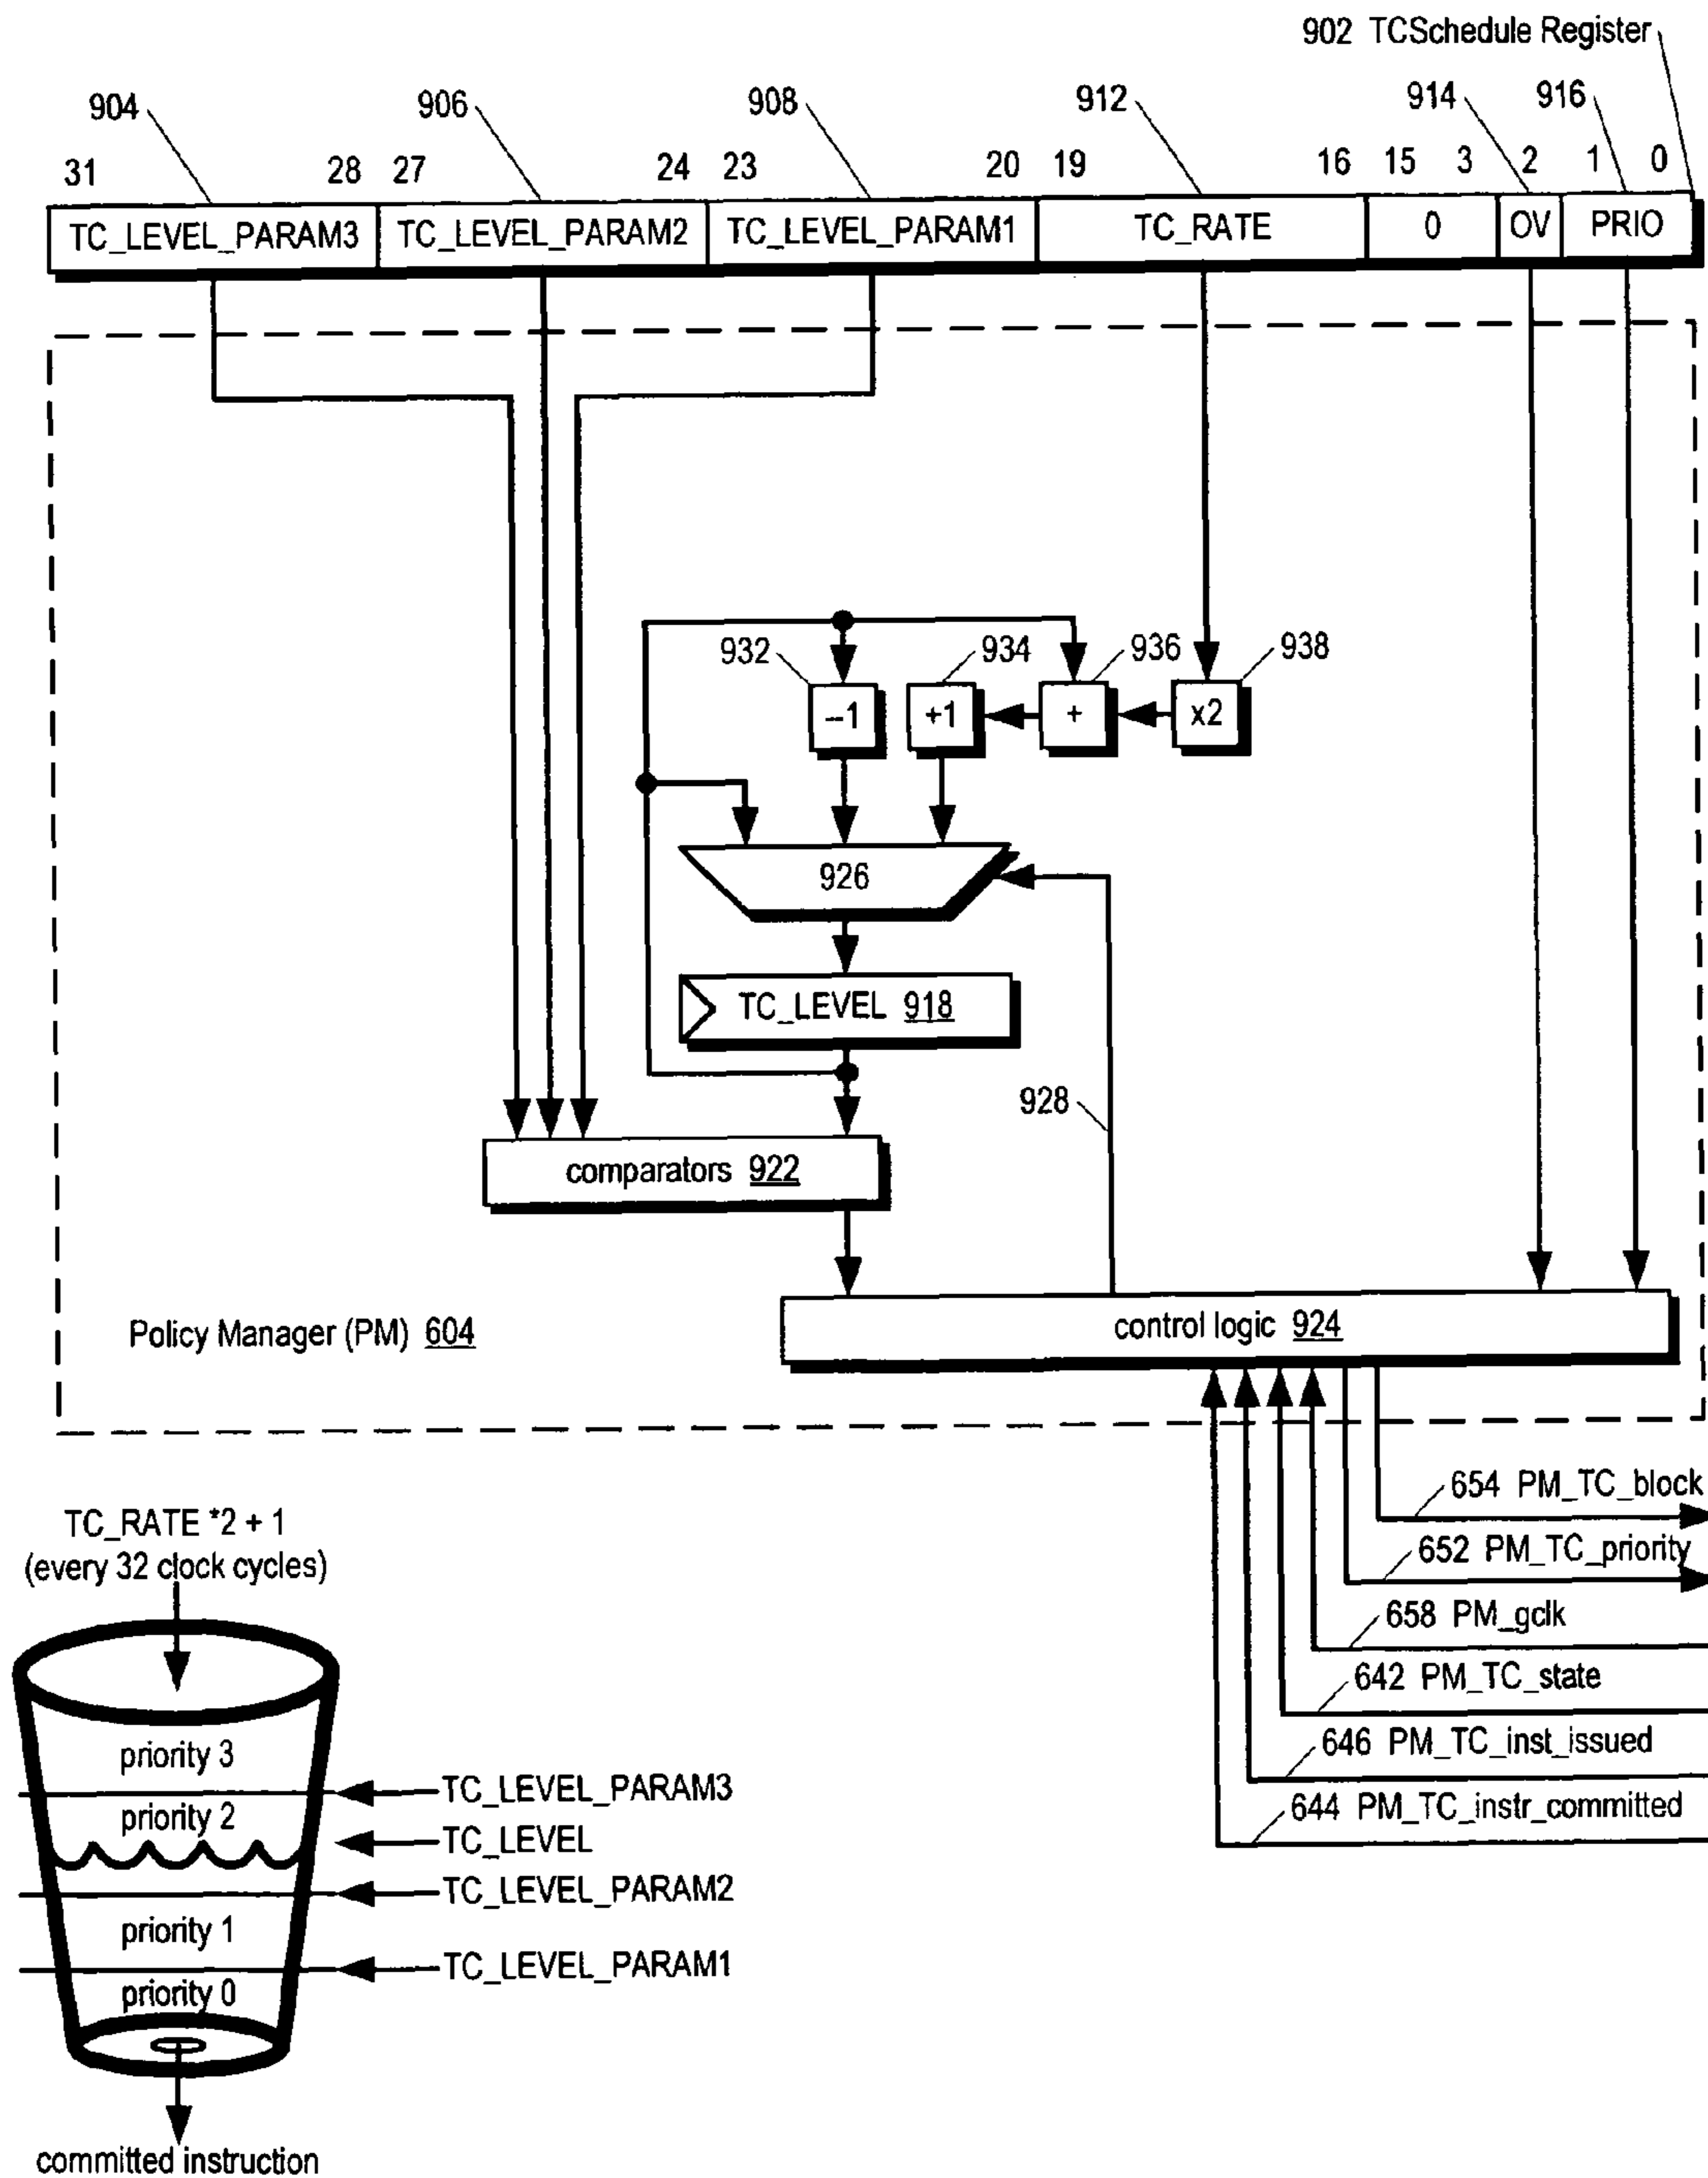 902 TCSchedule Register
904 906 908 912 914 916
31 28 27 24 23 20 19 16 15 3 2 1 0
TC_LEVEL_PARAM3 TC_LEVEL_PARAM2 TC_LEVEL_PARAM1 TC_RATE 0 OV PRIO
932 934 936 938
–1 +1 + x2
926
TC_LEVEL 918
928
comparators 922
control logic 924
Policy Manager (PM) 604
654 PM_TC_block
652 PM_TC_priority
658 PM_gclk
642 PM_TC_state
646 PM_TC_inst_issued
644 PM_TC_instr_committed
TC_RATE *2 + 1
(every 32 clock cycles)
priority 3
TC_LEVEL_PARAM3
priority 2
TC_LEVEL
TC_LEVEL_PARAM2
priority 1
TC_LEVEL_PARAM1
priority 0
committed instruction